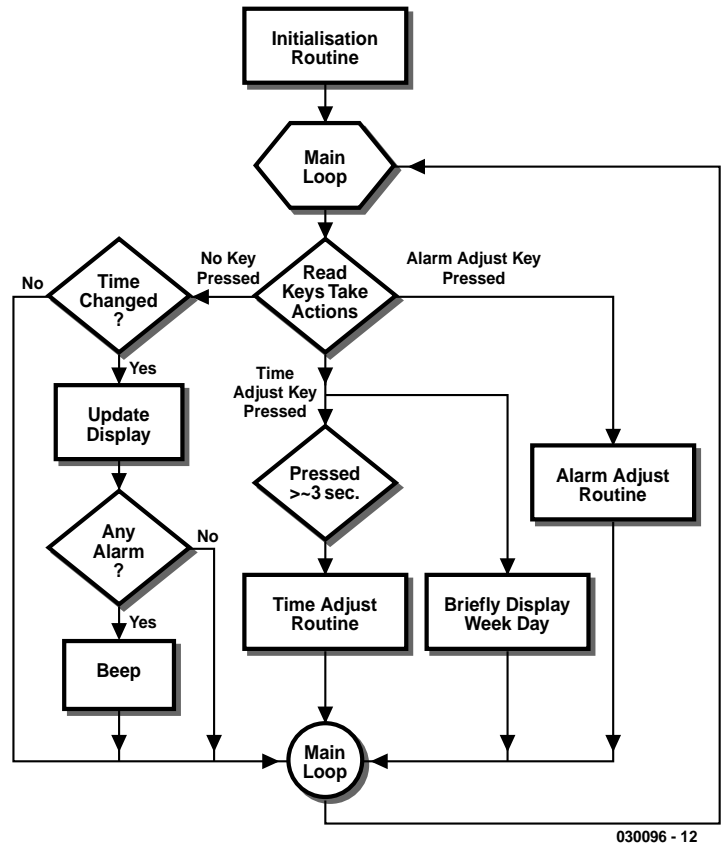 Initialisation
Routine
Main
Loop
No Key
Pressed
Alarm Adjust Key
Pressed
No
Time
Changed
?
Read
Keys Take
Actions
Yes
Time
Adjust Key
Pressed
Update
Display
Pressed
>~3 sec.
Alarm Adjust
Routine
Any
Alarm
?
No
Yes
Time Adjust
Routine
Briefly Display
Week Day
Beep
Main
Loop
030096 - 12